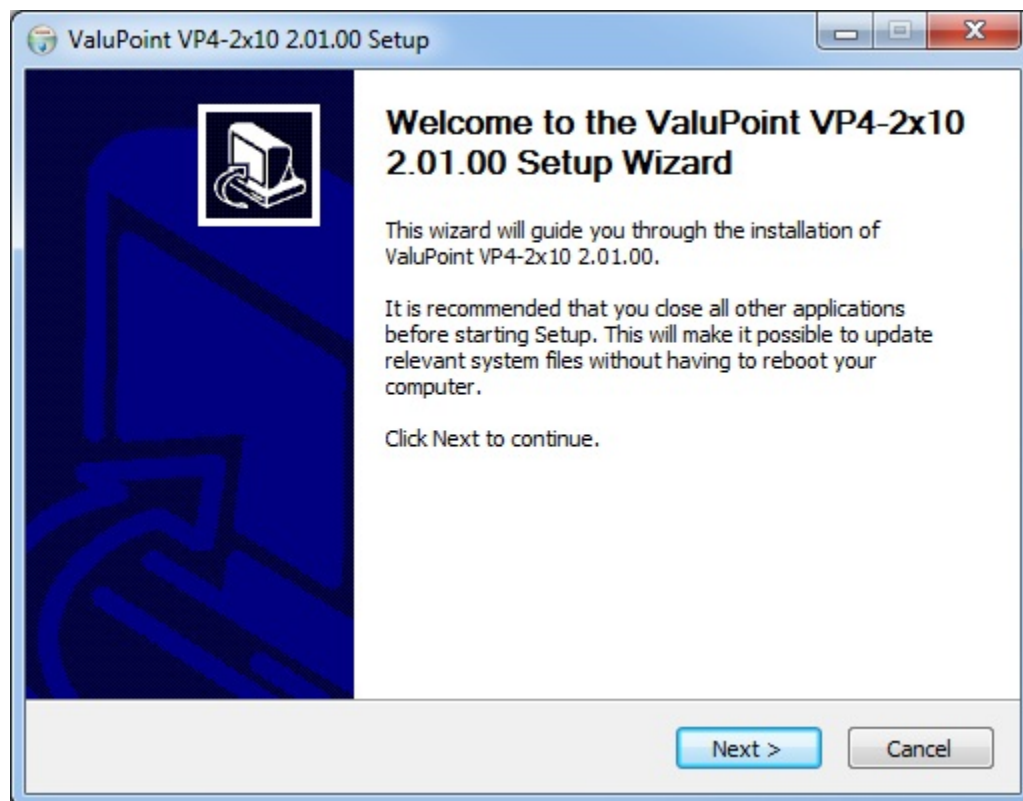 ValuPoint VP4-2x10 2.01.00 Setup
Welcome to the ValuPoint VP4-2x10
2.01.00 Setup Wizard
This wizard will guide you through the installation of
ValuPoint VP4-2x10 2.01.00.
It is recommended that you close all other applications
before starting Setup. This will make it possible to update
relevant system files without having to reboot your
computer.
Click Next to continue.
Next >
Cancel